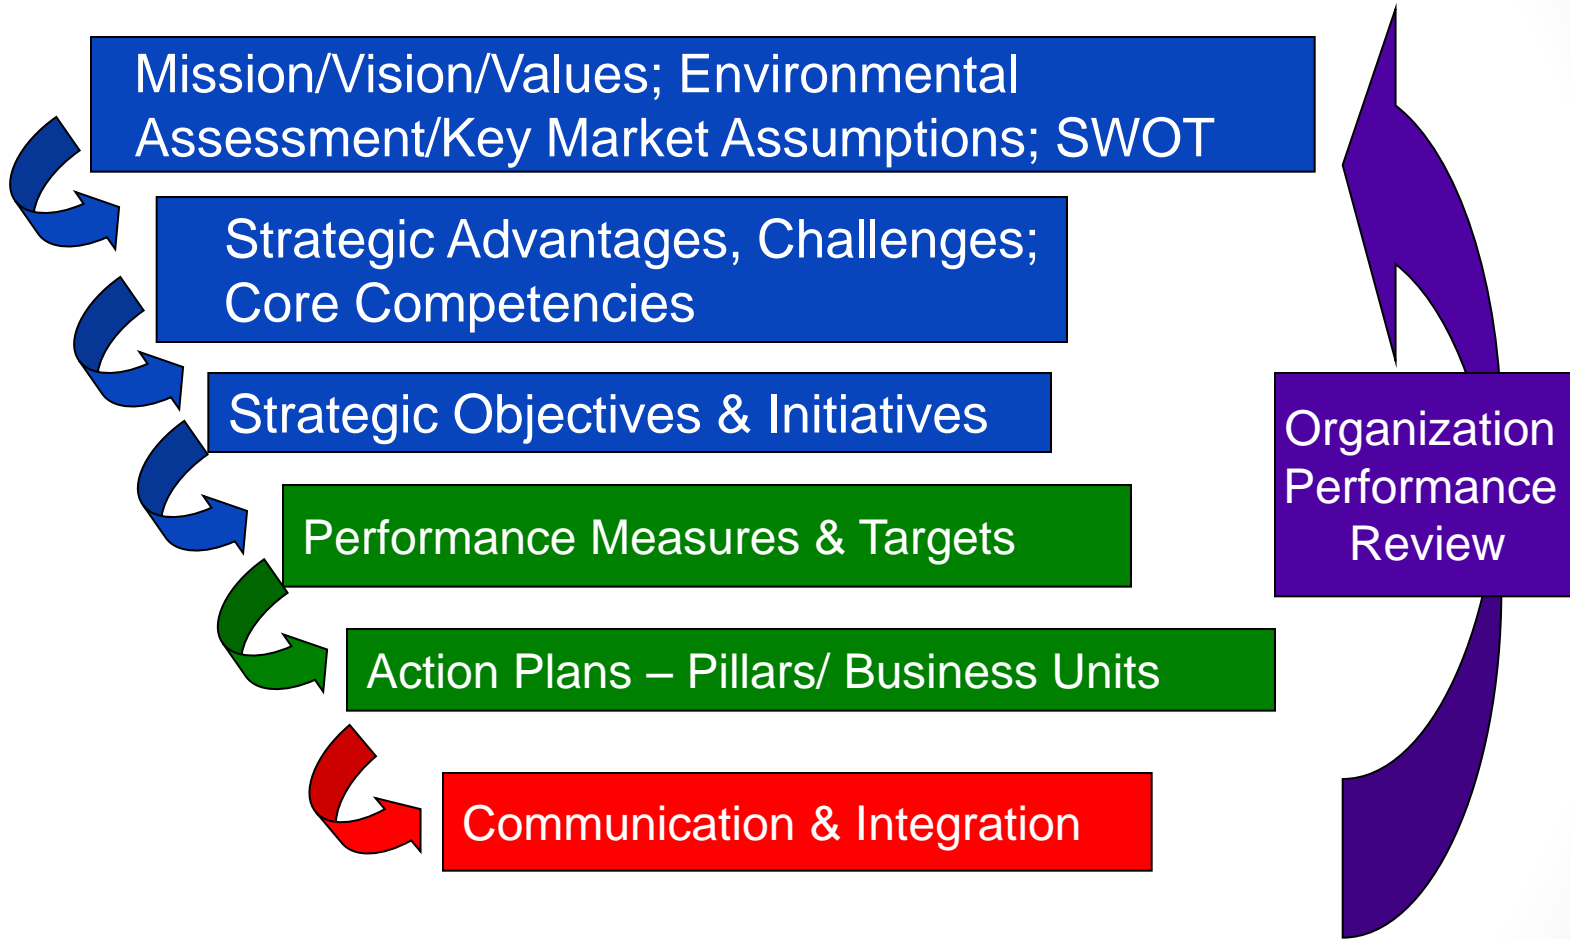 Mission/Vision/Values; Environmental
Assessment/Key Market Assumptions; SWOT
Strategic Advantages, Challenges;
Core Competencies
Strategic Objectives & Initiatives
Performance Measures & Targets
Action Plans – Pillars/ Business Units
Communication & Integration
Organization
Performance
Review